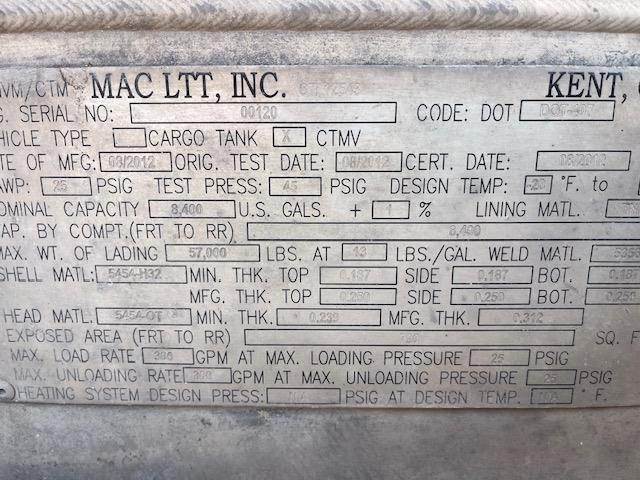 VM/CTM MAC LTT, INC. KENT,
G. SERIAL NO: 00120 CODE: DOT DOT-407
HICLE TYPE CARGO TANK X CTMV
ATE OF MFG: 08/2012 ORIG. TEST DATE: 08/2012 CERT. DATE: 08/2012
AWP: 25 PSIG TEST PRESS: 45 PSIG DESIGN TEMP: -20 °F. to
OMINAL CAPACITY 8,400 U.S. GALS. + 1 % LINING MATL.
AP. BY COMPT.(FRT TO RR) 8,400
MAX. WT. OF LADING 57,000 LBS. AT 13 LBS./GAL. WELD MATL. 5356
SHELL MATL: 5454-H32 MIN. THK. TOP 0.187 SIDE 0.187 BOT. 0.18
MFG. THK. TOP 0.250 SIDE 0.250 BOT. 0.250
HEAD MATL. 5454-OT MIN. THK. 0.238 MFG. THK. 0.312
EXPOSED AREA (FRT TO RR) SQ. F
MAX. LOAD RATE GPM AT MAX. LOADING PRESSURE 25 PSIG
MAX. UNLOADING RATE GPM AT MAX. UNLOADING PRESSURE 25 PSIG
HEATING SYSTEM DESIGN PRESS: N/A PSIG AT DESIGN TEMP. N/A °F.